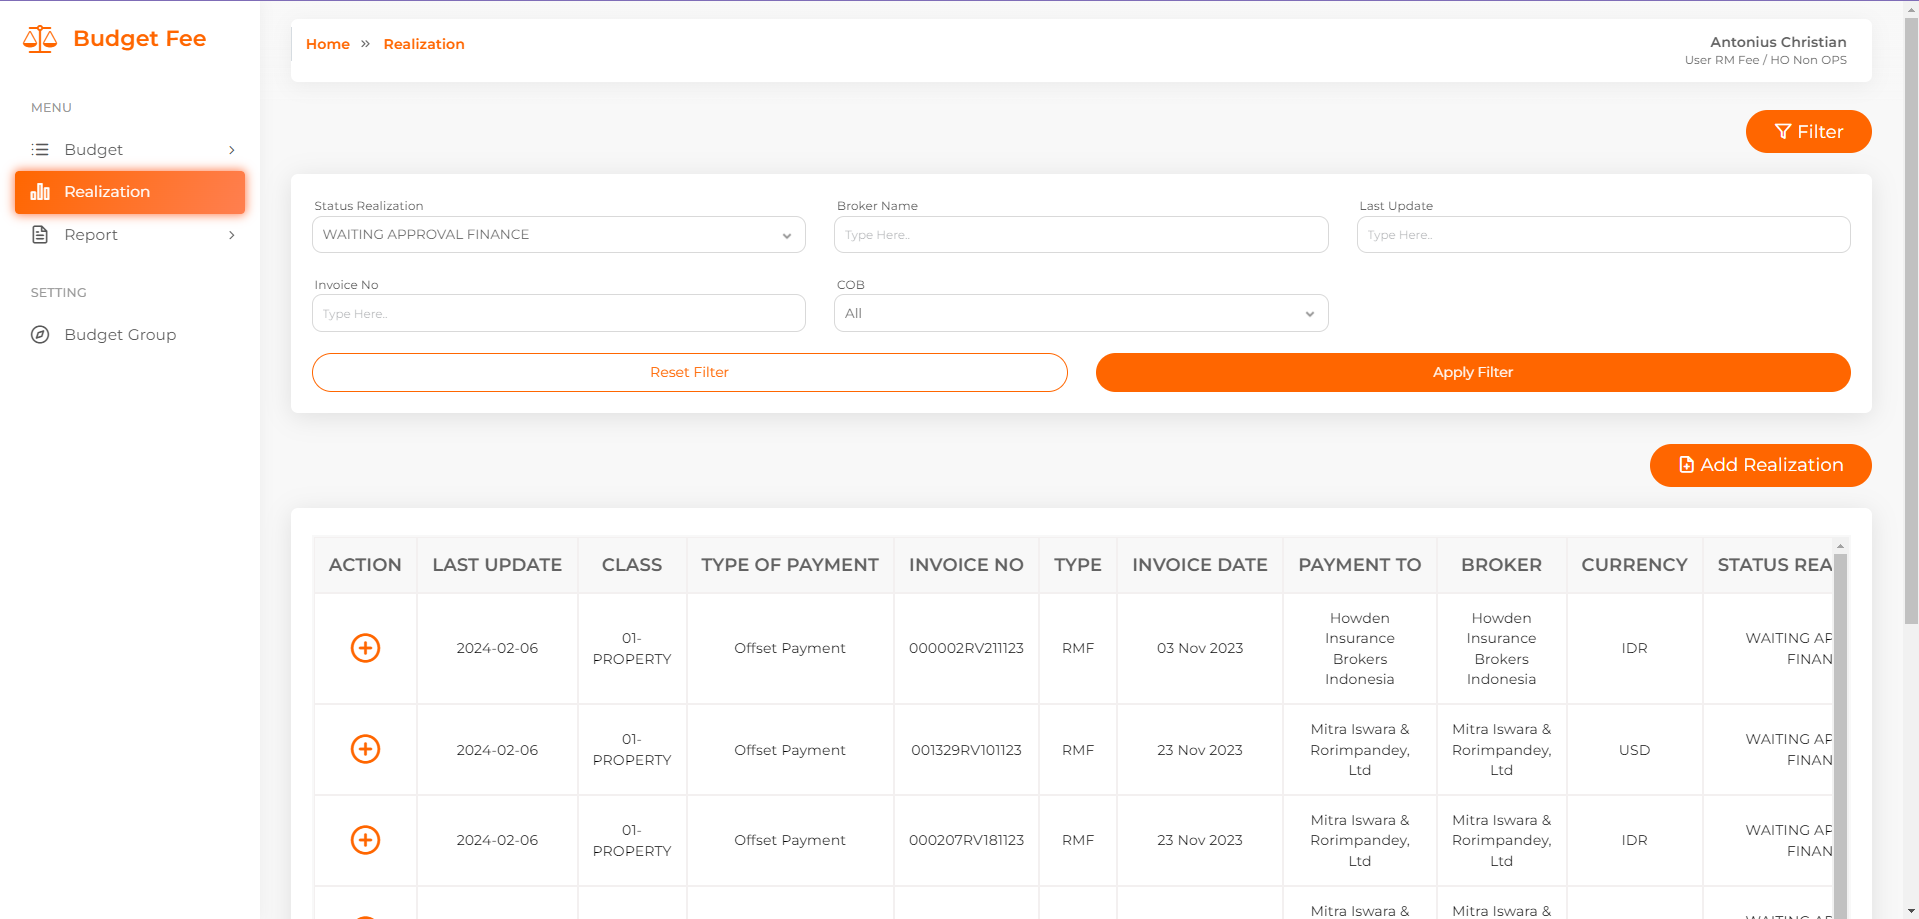 Budget Fee
MENU
Budget
Realization
Report
SETTING
Budget Group
Home » Realization
Antonius Christian
User RM Fee / HO Non OPS
Filter
Status Realization
WAITING APPROVAL FINANCE
Broker Name
Type Here..
Last Update
Type Here..
Invoice No
Type Here..
COB
All
Reset Filter
Apply Filter
Add Realization
ACTION LAST UPDATE CLASS TYPE OF PAYMENT INVOICE NO TYPE INVOICE DATE PAYMENT TO BROKER CURRENCY STATUS REA
2024-02-06
01-
PROPERTY
Offset Payment
000002RV211123
RMF
03 Nov 2023
Howden
Insurance
Brokers
Indonesia
Howden
Insurance
Brokers
Indonesia
IDR
WAITING AP
FINAN
2024-02-06
01-
PROPERTY
Offset Payment
001329RV101123
RMF
23 Nov 2023
Mitra Iswara &
Rorimpandey,
Ltd
Mitra Iswara &
Rorimpandey,
Ltd
USD
WAITING AP
FINAN
2024-02-06
01-
PROPERTY
Offset Payment
000207RV181123
RMF
23 Nov 2023
Mitra Iswara &
Rorimpandey,
Ltd
Mitra Iswara &
Rorimpandey,
Ltd
IDR
WAITING AP
FINAN
Mitra Iswara &
Mitra Iswara &